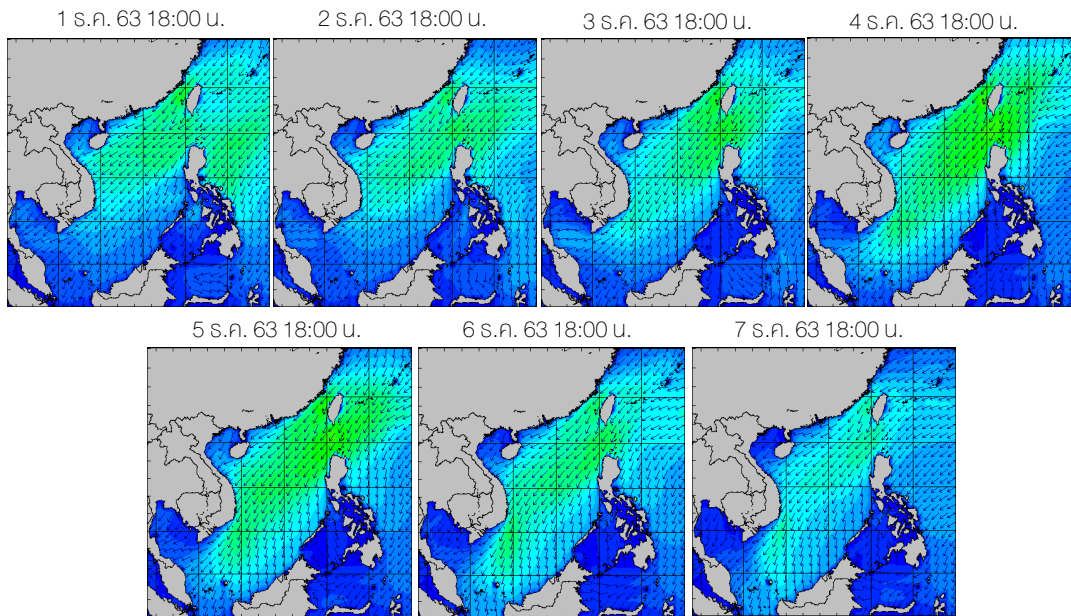 1 ธ.ค. 63 18:00 น.
2 ธ.ค. 63 18:00 น.
3 ธ.ค. 63 18:00 น.
4 ธ.ค. 63 18:00 น.
5 ธ.ค. 63 18:00 น.
6 ธ.ค. 63 18:00 น.
7 ธ.ค. 63 18:00 น.